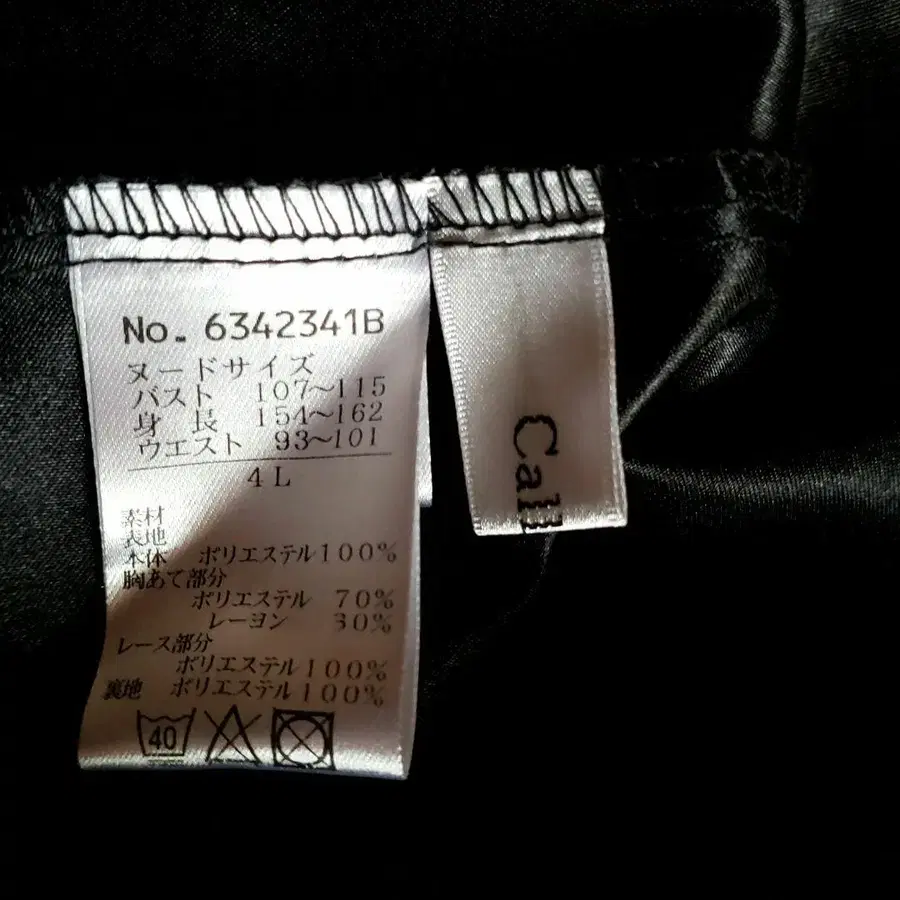 No. 6342341B
ヌードサイズ
バスト 107~115
身長 154~162
ウエスト 93~101
4L
素材
表地
本体 ポリエステル100%
胸あて部分
ポリエステル 70%
レーヨン 30%
レース部分
ポリエステル100%
裏地 ポリエステル100%
40